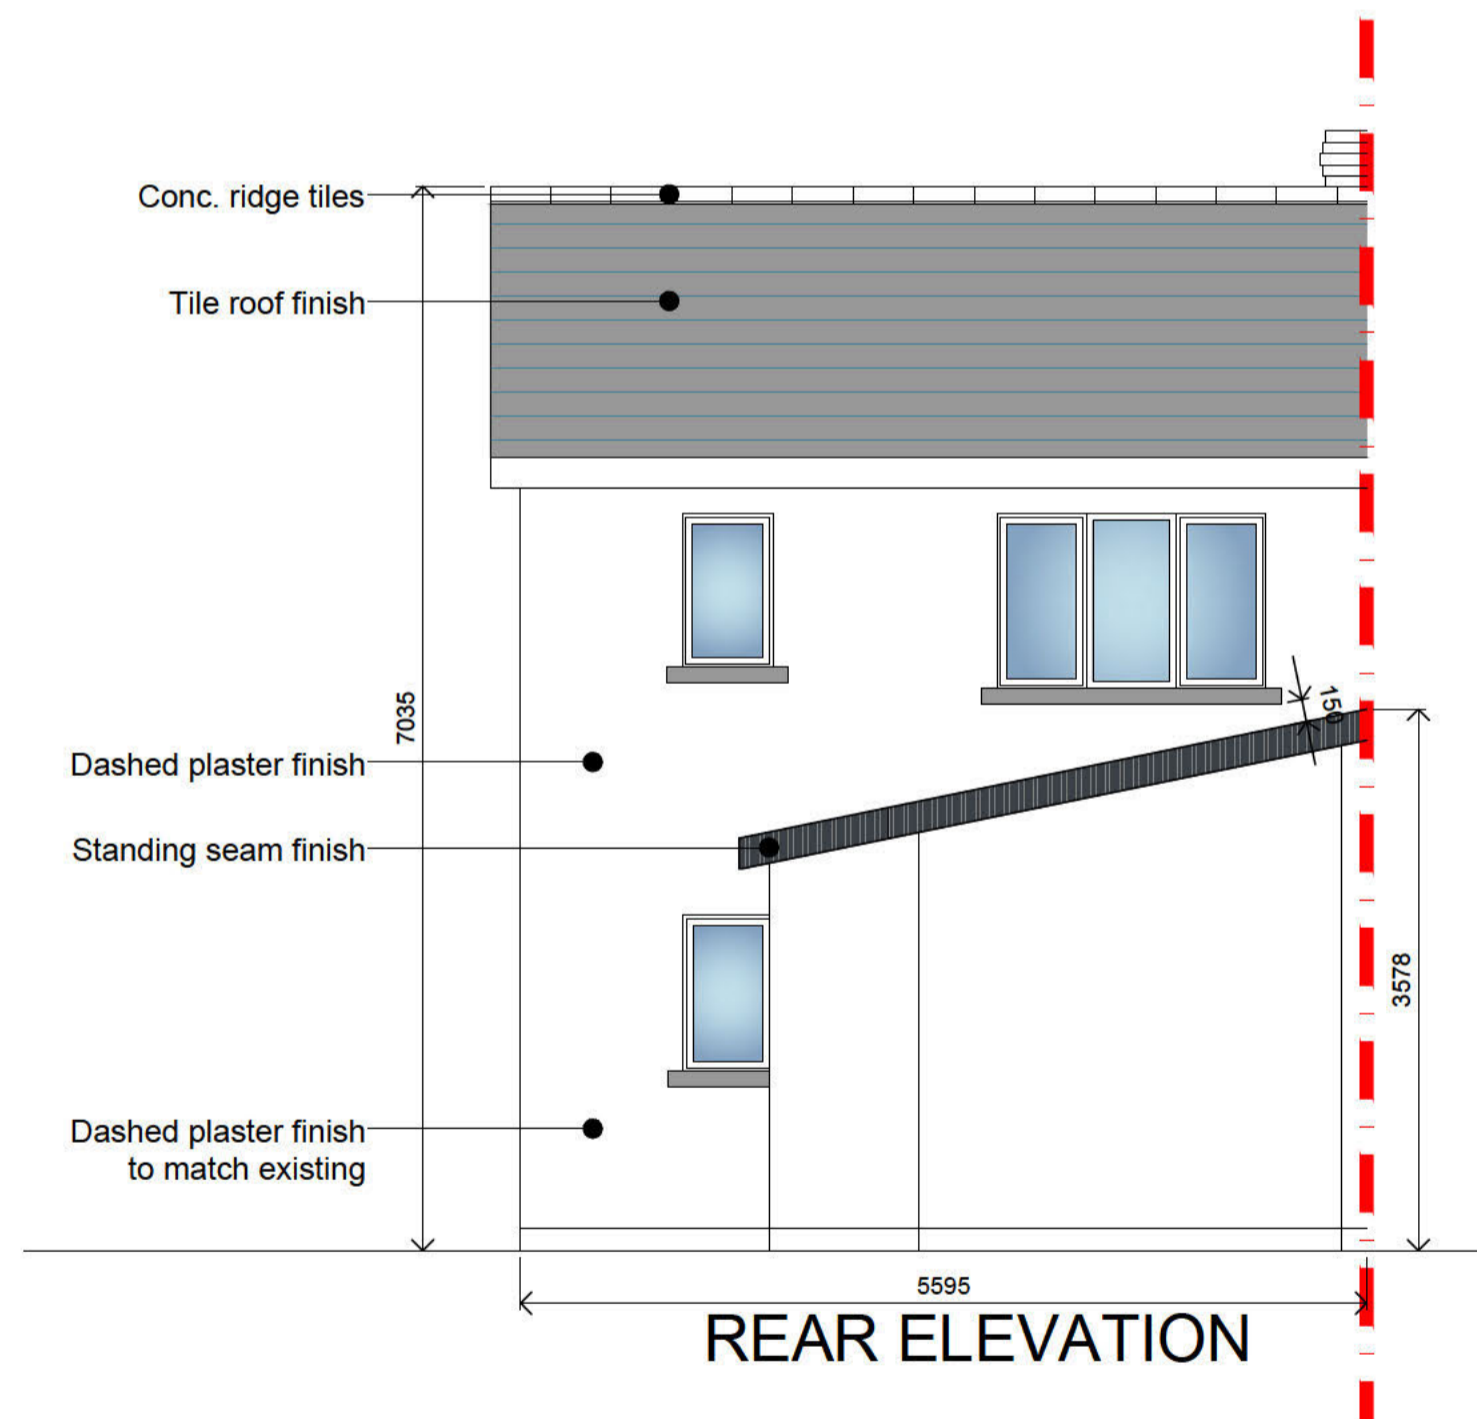 Conc. ridge tiles
Tile roof finish
150
7035
Dashed plaster finish
Standing seam finish
3578
Dashed plaster finish
to match existing
5595
REAR ELEVATION